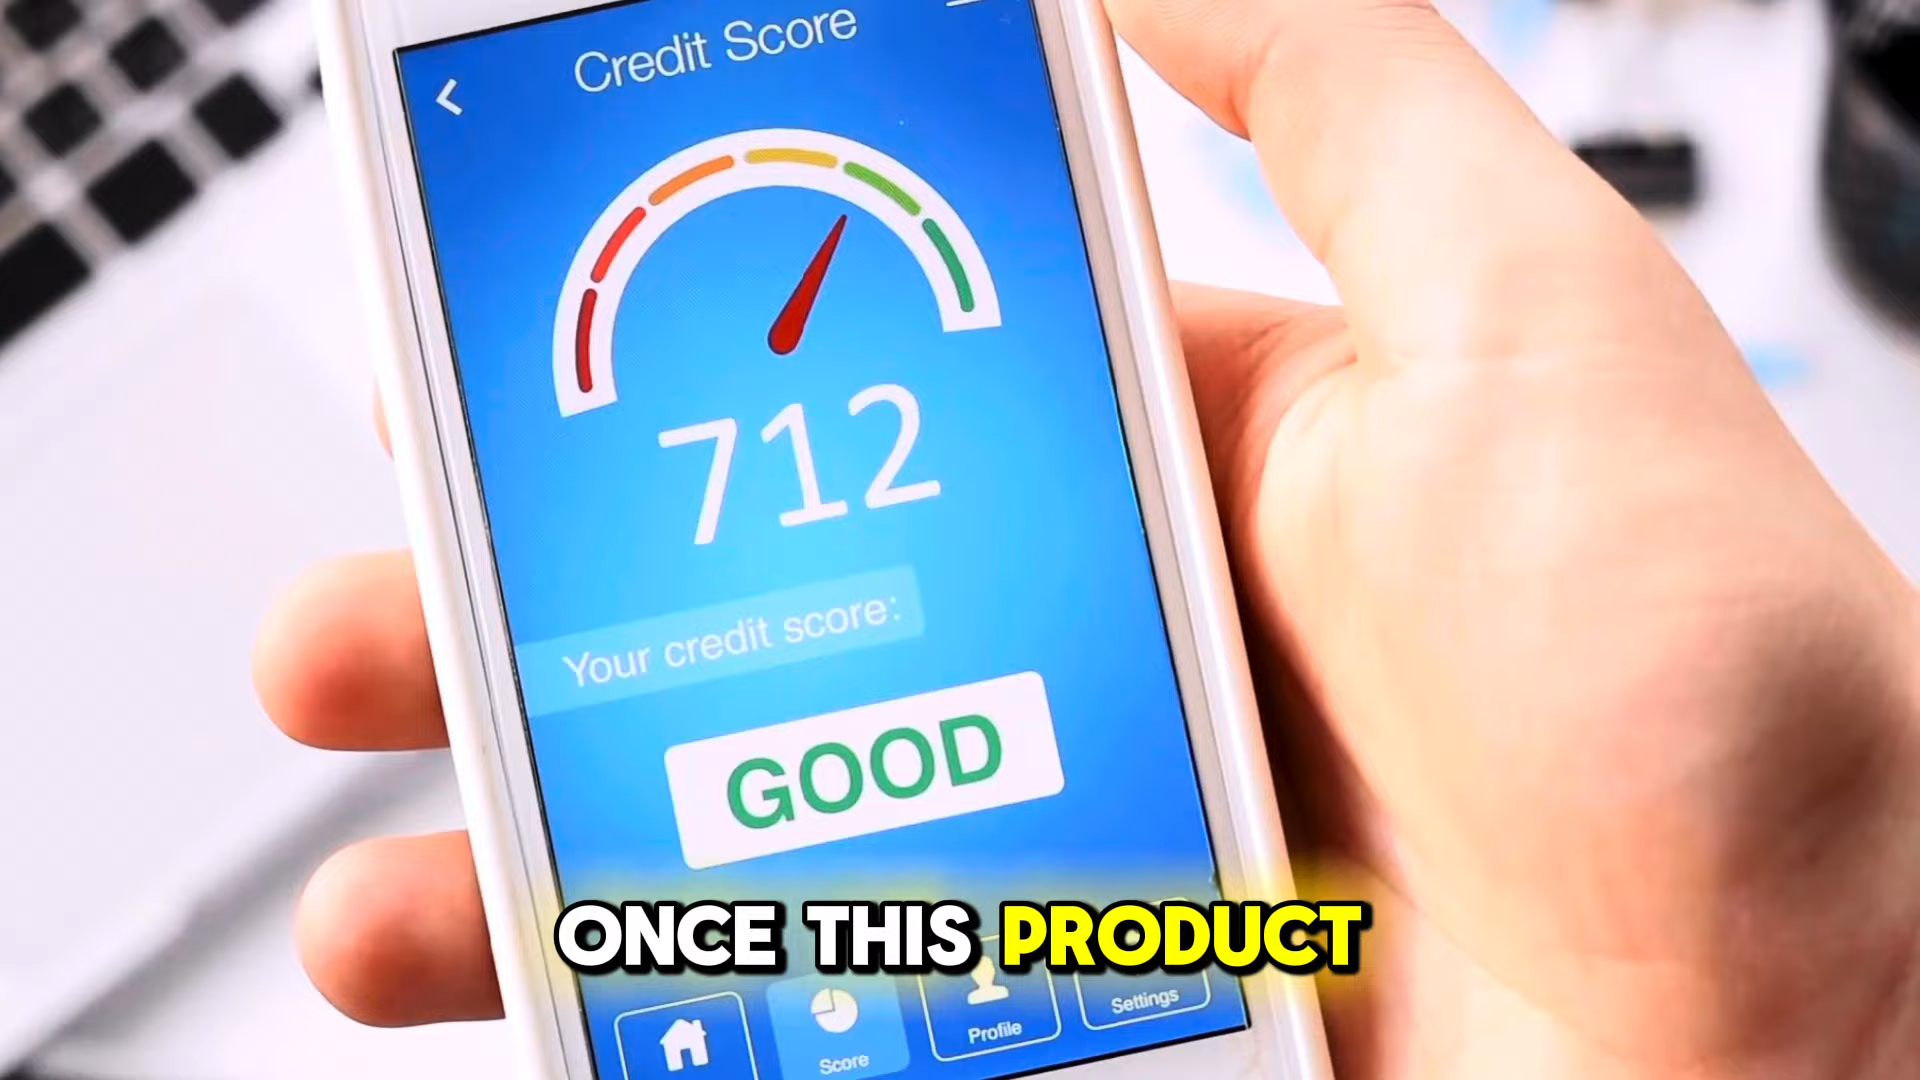 Credit Score
712
Your credit score:
GOOD
ONCE THIS PRODUCT
Score
Profile
Settings